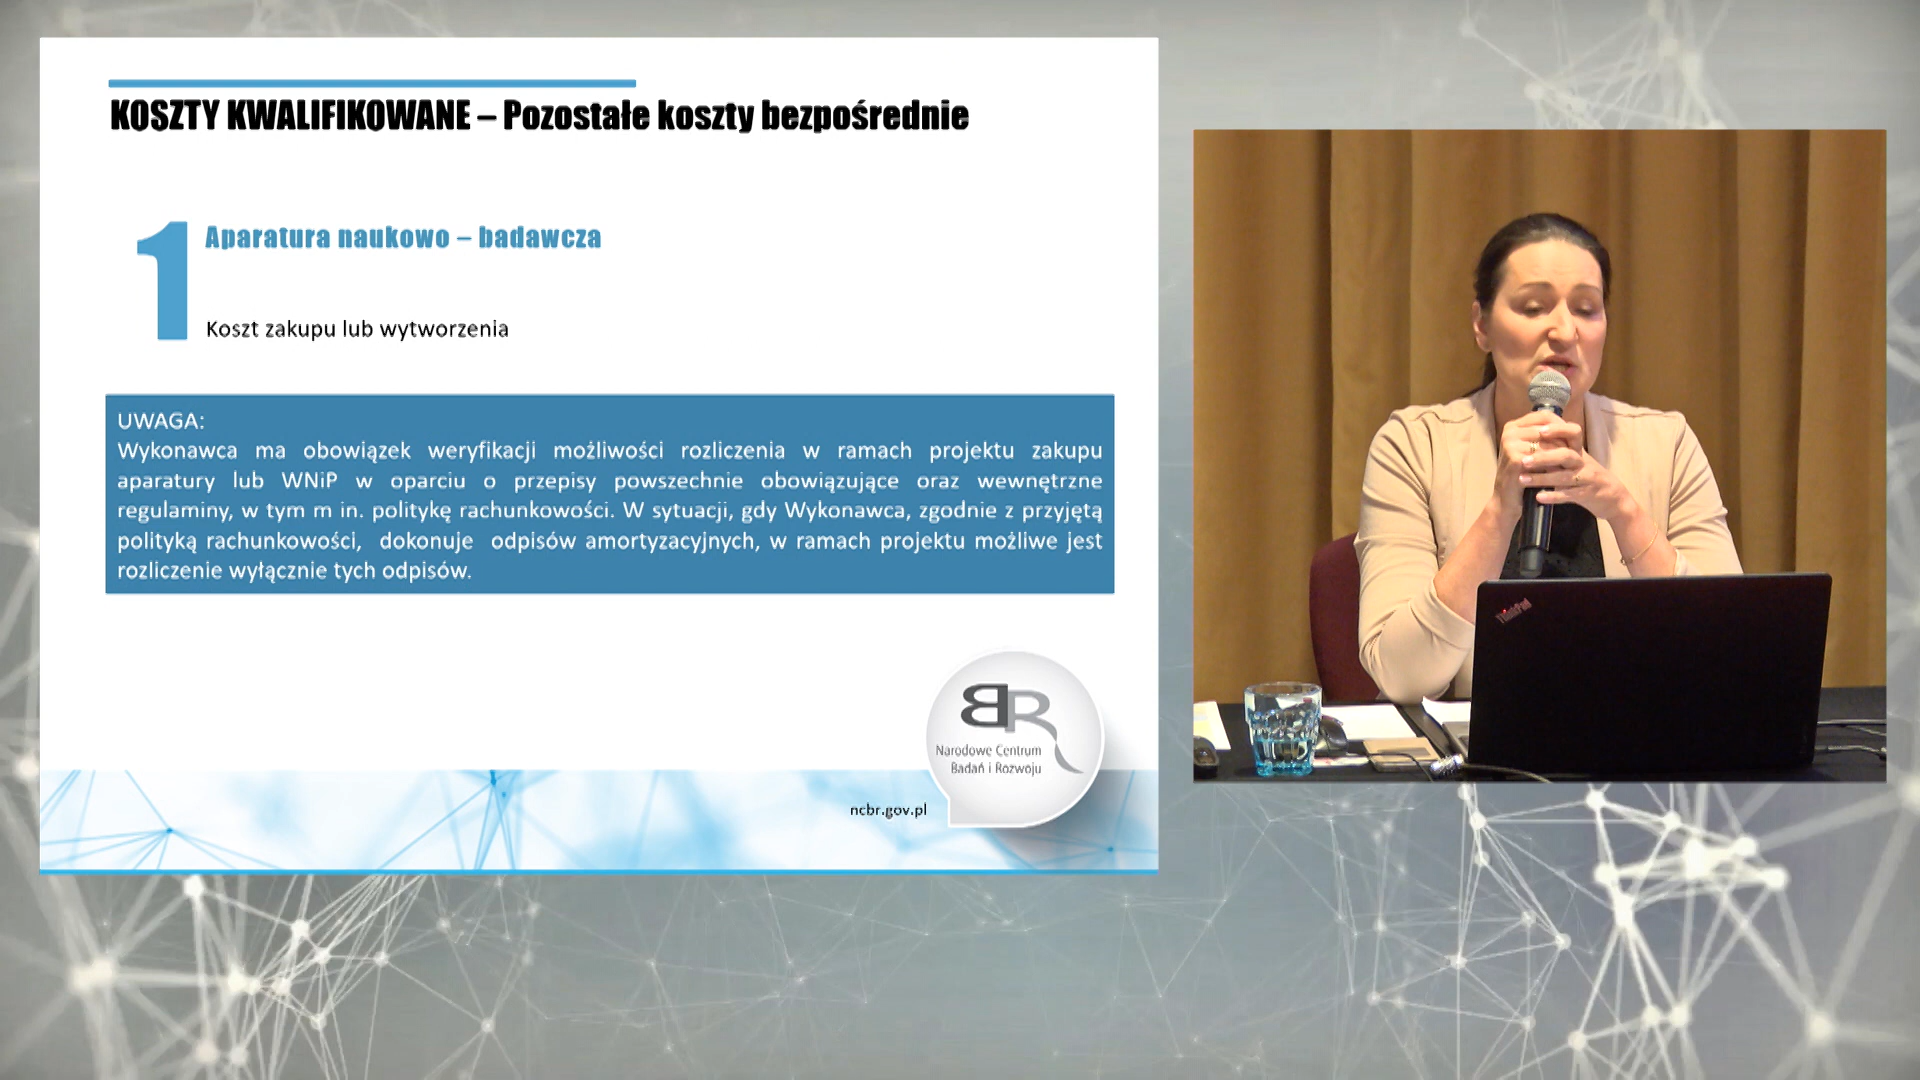 KOSZTY KWALIFIKOWANE – Pozostałe koszty bezpośrednie
1
Aparatura naukowo – badawcza
Koszt zakupu lub wytworzenia
UWAGA:
Wykonawca ma obowiązek weryfikacji możliwości rozliczenia w ramach projektu zakupu
aparatury lub WNiP w oparciu o przepisy powszechnie obowiązujące oraz wewnętrzne
regulaminy, w tym m in. politykę rachunkowości. W sytuacji, gdy Wykonawca, zgodnie z przyjętą
polityką rachunkowości, dokonuje odpisów amortyzacyjnych, w ramach projektu możliwe jest
rozliczenie wyłącznie tych odpisów.
BR
Narodowe Centrum
Badań i Rozwoju
ncbr.gov.pl
ThinkPad